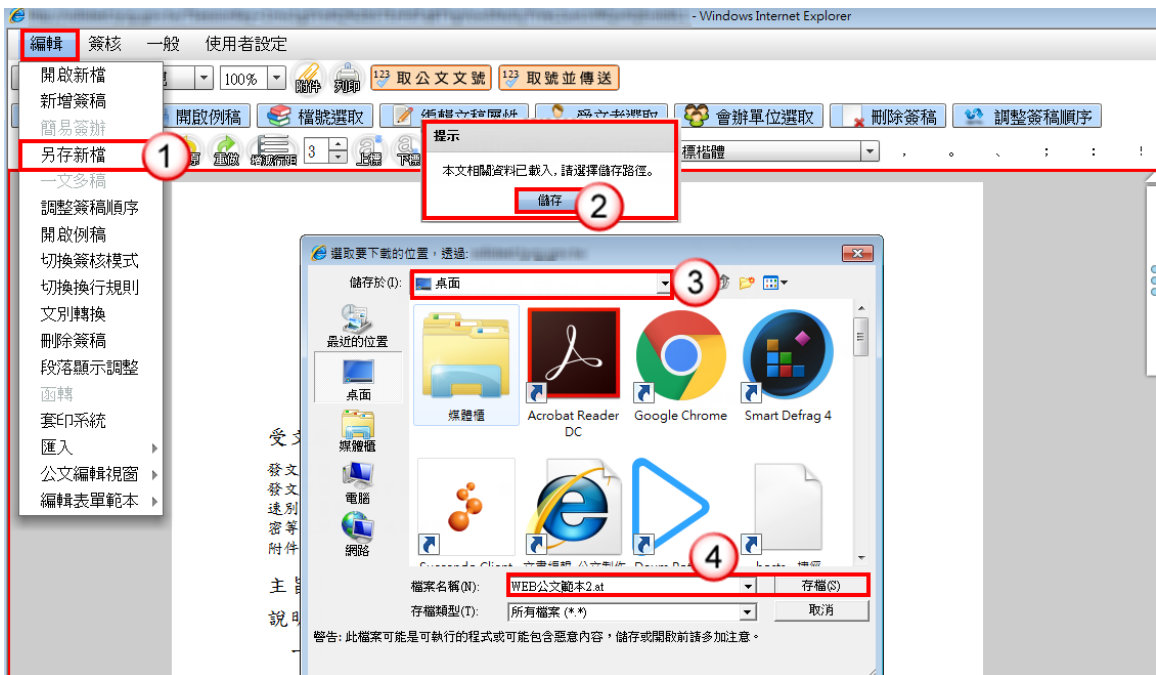 - Windows Internet Explorer
編輯 簽核 一般 使用者設定
100% 附件 列印 123 取公文文號 123 取號並傳送
開啟例稿 檔號選取 編輯文稿屬性 受文者選取 會辦單位選取 刪除簽稿 調整簽稿順序
3 標楷體 ， 。 、 ； ： ！
開啟新檔
新增簽稿
簡易簽辦
另存新檔 1
一文多稿
調整簽稿順序
開啟例稿
切換簽核模式
切換換行規則
文別轉換
刪除簽稿
段落顯示調整
函轉
套印系統
匯入
公文編輯視窗
編輯表單範本
提示
本文相關資料已載入,請選擇儲存路徑。
儲存 2
選取要下載的位置，透過:
儲存於(I): 桌面 3
最近的位置
桌面
媒體櫃
電腦
網路
媒體櫃
Acrobat Reader DC
Google Chrome
Smart Defrag 4
4
檔案名稱(N): WEB公文範本2.at 存檔(S)
存檔類型(T): 所有檔案 (*.*) 取消
警告: 此檔案可能是可執行的程式或可能包含惡意內容，儲存或開啟前請多加注意。
受文
發文
發文
速別
密等
附件
主旨
說明